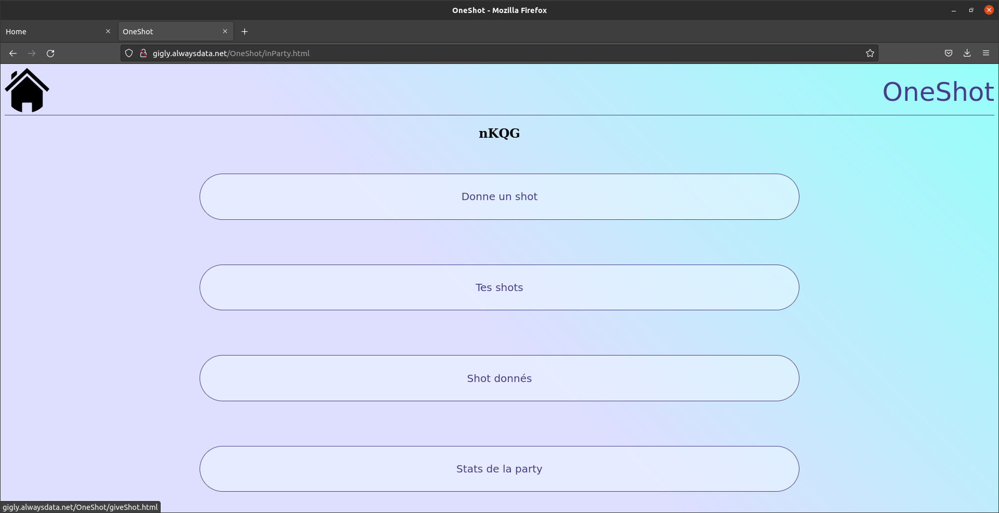 OneShot - Mozilla Firefox
Home
OneShot
gigly.alwaysdata.net/OneShot/inParty.html
OneShot
nKQG
Donne un shot
Tes shots
Shot donnés
Stats de la party
gigly.alwaysdata.net/OneShot/giveShot.html